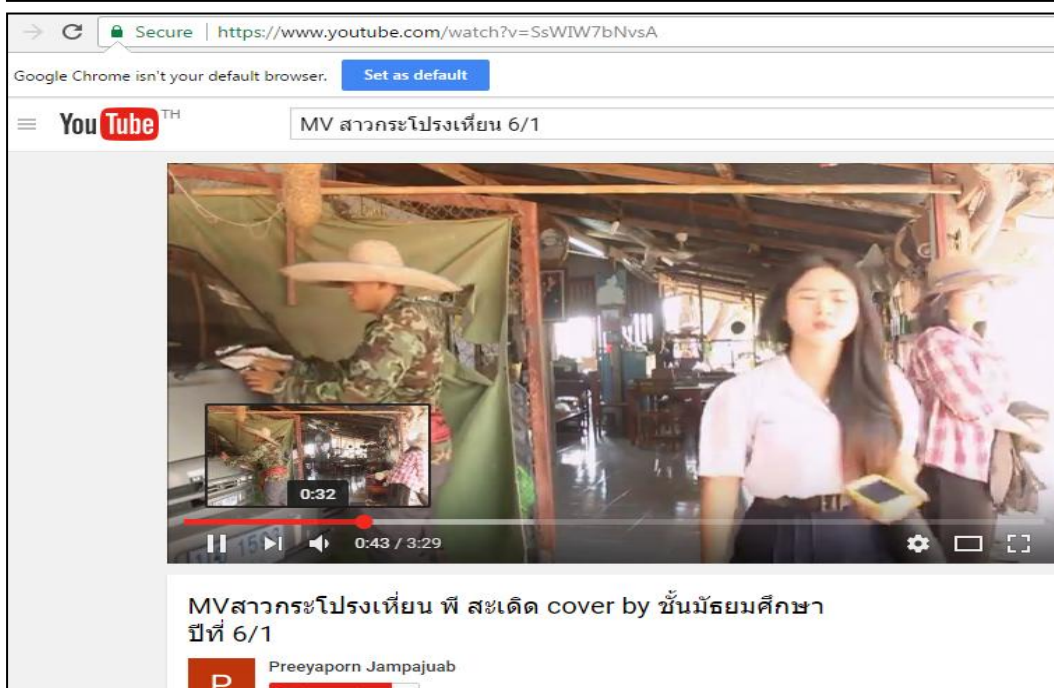 Secure | https://www.youtube.com/watch?v=SsWIW7bNvsA
Google Chrome isn't your default browser. Set as default
YouTube TH MV สาวกระโปรงเหี่ยน 6/1
0:32
0:43 / 3:29
MVสาวกระโปรงเหี่ยน พี สะเดิด cover by ชั้นมัธยมศึกษา
ปีที่ 6/1
Preeyaporn Jampajuab
P